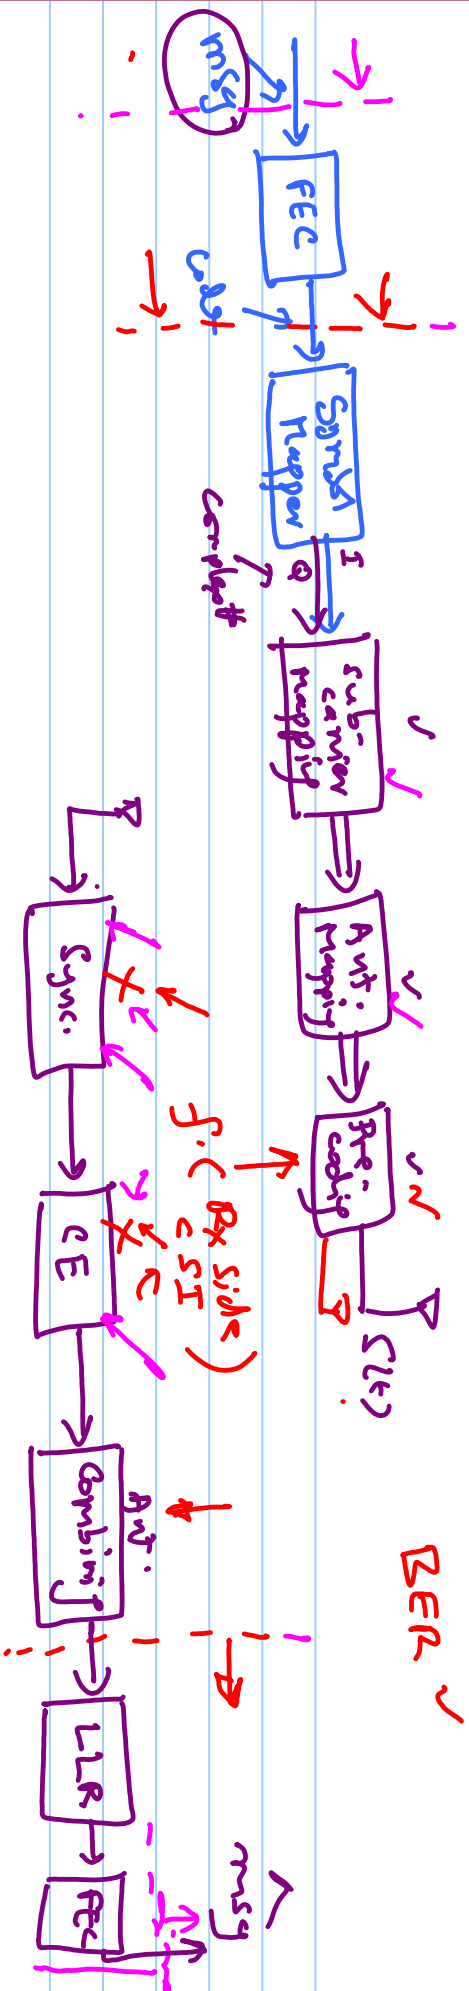 msg
FEC
code
Symbol
Mapper
I
Q
Complex #
sub-
carrier
mapping
Ant.
Mapping
Pre-
coding
S(t)
BER
f.(Rx side
CSI)
Sync.
CE
Ant.
Combining
LLR
FEC
msg